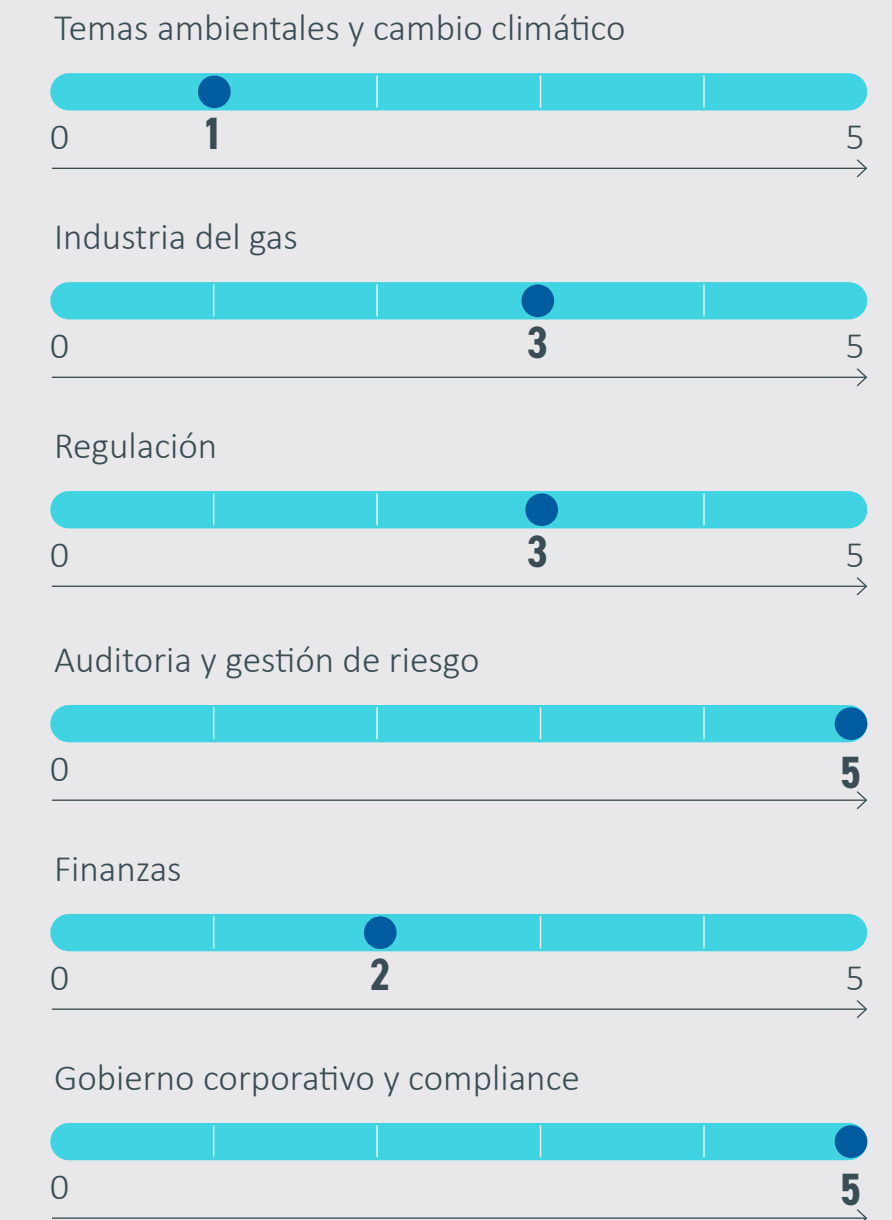 Temas ambientales y cambio climático
0 1 5
Industria del gas
0 3 5
Regulación
0 3 5
Auditoria y gestión de riesgo
0 5
Finanzas
0 2 5
Gobierno corporativo y compliance
0 5